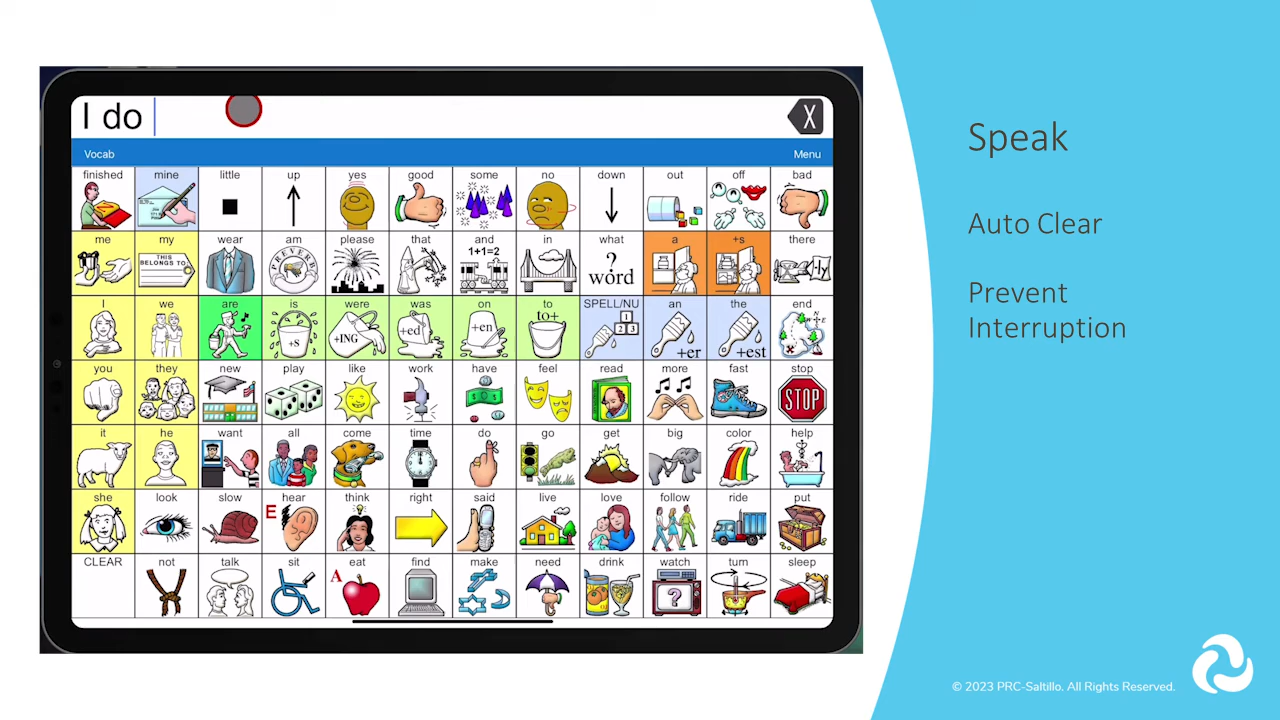 I do
X
Vocab Menu
finished mine little up yes good some no down out off bad
THIS
BELONGS TO
PREVERB
1+1=2
me my wear am please that and in what a +s there
?
word
+ly
I we are is were was on to SPELL/NU an the end
+S +ING +ed +en to+ 1 2 3 +er +est N E
you they new play like work have feel read more fast stop
STOP
it he want all come time do go get big color help
she look slow hear think right said live love follow ride put
E
CLEAR not talk sit eat find make need drink watch turn sleep
A ?
Speak
Auto Clear
Prevent
Interruption
© 2023 PRC-Saltillo. All Rights Reserved.